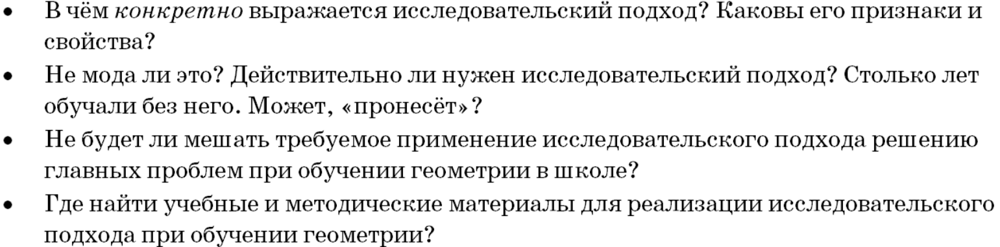 • В чём конкретно выражается исследовательский подход? Каковы его признаки и
свойства?
• Не мода ли это? Действительно ли нужен исследовательский подход? Столько лет
обучали без него. Может, «пронесёт»?
• Не будет ли мешать требуемое применение исследовательского подхода решению
главных проблем при обучении геометрии в школе?
• Где найти учебные и методические материалы для реализации исследовательского
подхода при обучении геометрии?